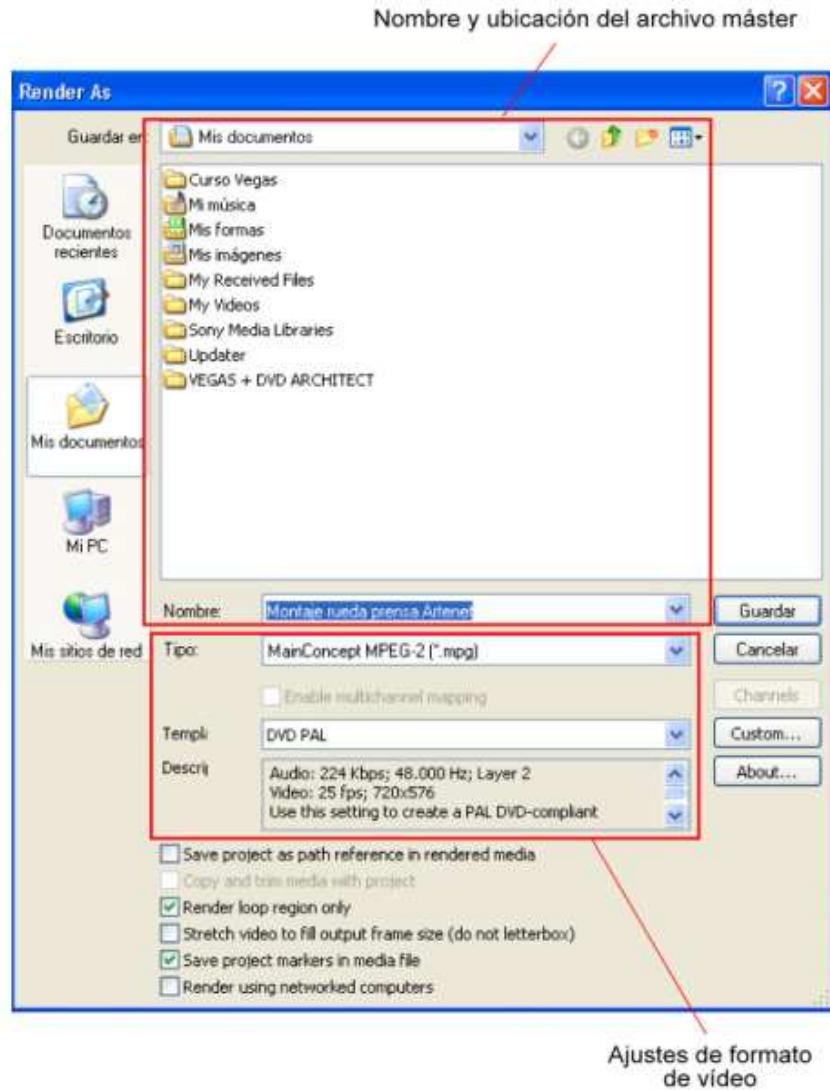 Nombre y ubicación del archivo máster
Render As
Guardar en:
Mis documentos
Documentos recientes
Escritorio
Mis documentos
Mi PC
Mis sitios de red
Curso Vegas
Mi música
Mis formas
Mis imágenes
My Received Files
My Videos
Sony Media Libraries
Updater
VEGAS + DVD ARCHITECT
Nombre:
Montaje rueda prensa Artenet
Guardar
Tipo:
MainConcept MPEG-2 (*.mpg)
Cancelar
Enable multichannel mapping
Channels
Templ
DVD PAL
Custom...
Descri
Audio: 224 Kbps; 48.000 Hz; Layer 2
Video: 25 fps; 720x576
Use this setting to create a PAL DVD-compliant
About...
Save project as path reference in rendered media
Copy and trim media with project
Render loop region only
Stretch video to fill output frame size (do not letterbox)
Save project markers in media file
Render using networked computers
Ajustes de formato
de vídeo